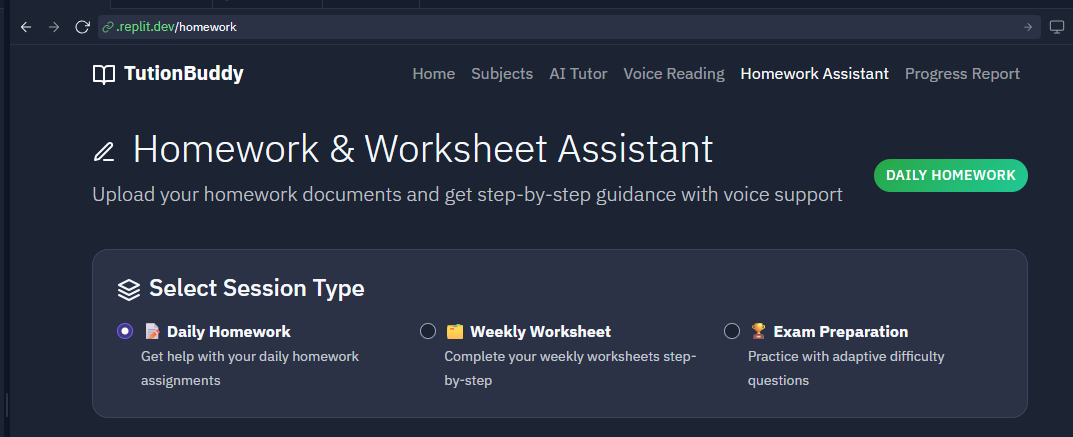 .replit.dev/homework
TutionBuddy
Home Subjects AI Tutor Voice Reading Homework Assistant Progress Report
Homework & Worksheet Assistant
Upload your homework documents and get step-by-step guidance with voice support
DAILY HOMEWORK
Select Session Type
Daily Homework
Get help with your daily homework
assignments
Weekly Worksheet
Complete your weekly worksheets step-
by-step
Exam Preparation
Practice with adaptive difficulty
questions